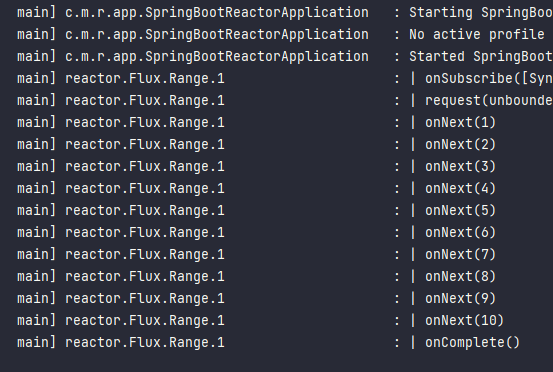 main] c.m.r.app.SpringBootReactorApplication : Starting SpringBoo
main] c.m.r.app.SpringBootReactorApplication : No active profile
main] c.m.r.app.SpringBootReactorApplication : Started SpringBoot
main] reactor.Flux.Range.1 : | onSubscribe([Syn
main] reactor.Flux.Range.1 : | request(unbounde
main] reactor.Flux.Range.1 : | onNext(1)
main] reactor.Flux.Range.1 : | onNext(2)
main] reactor.Flux.Range.1 : | onNext(3)
main] reactor.Flux.Range.1 : | onNext(4)
main] reactor.Flux.Range.1 : | onNext(5)
main] reactor.Flux.Range.1 : | onNext(6)
main] reactor.Flux.Range.1 : | onNext(7)
main] reactor.Flux.Range.1 : | onNext(8)
main] reactor.Flux.Range.1 : | onNext(9)
main] reactor.Flux.Range.1 : | onNext(10)
main] reactor.Flux.Range.1 : | onComplete()